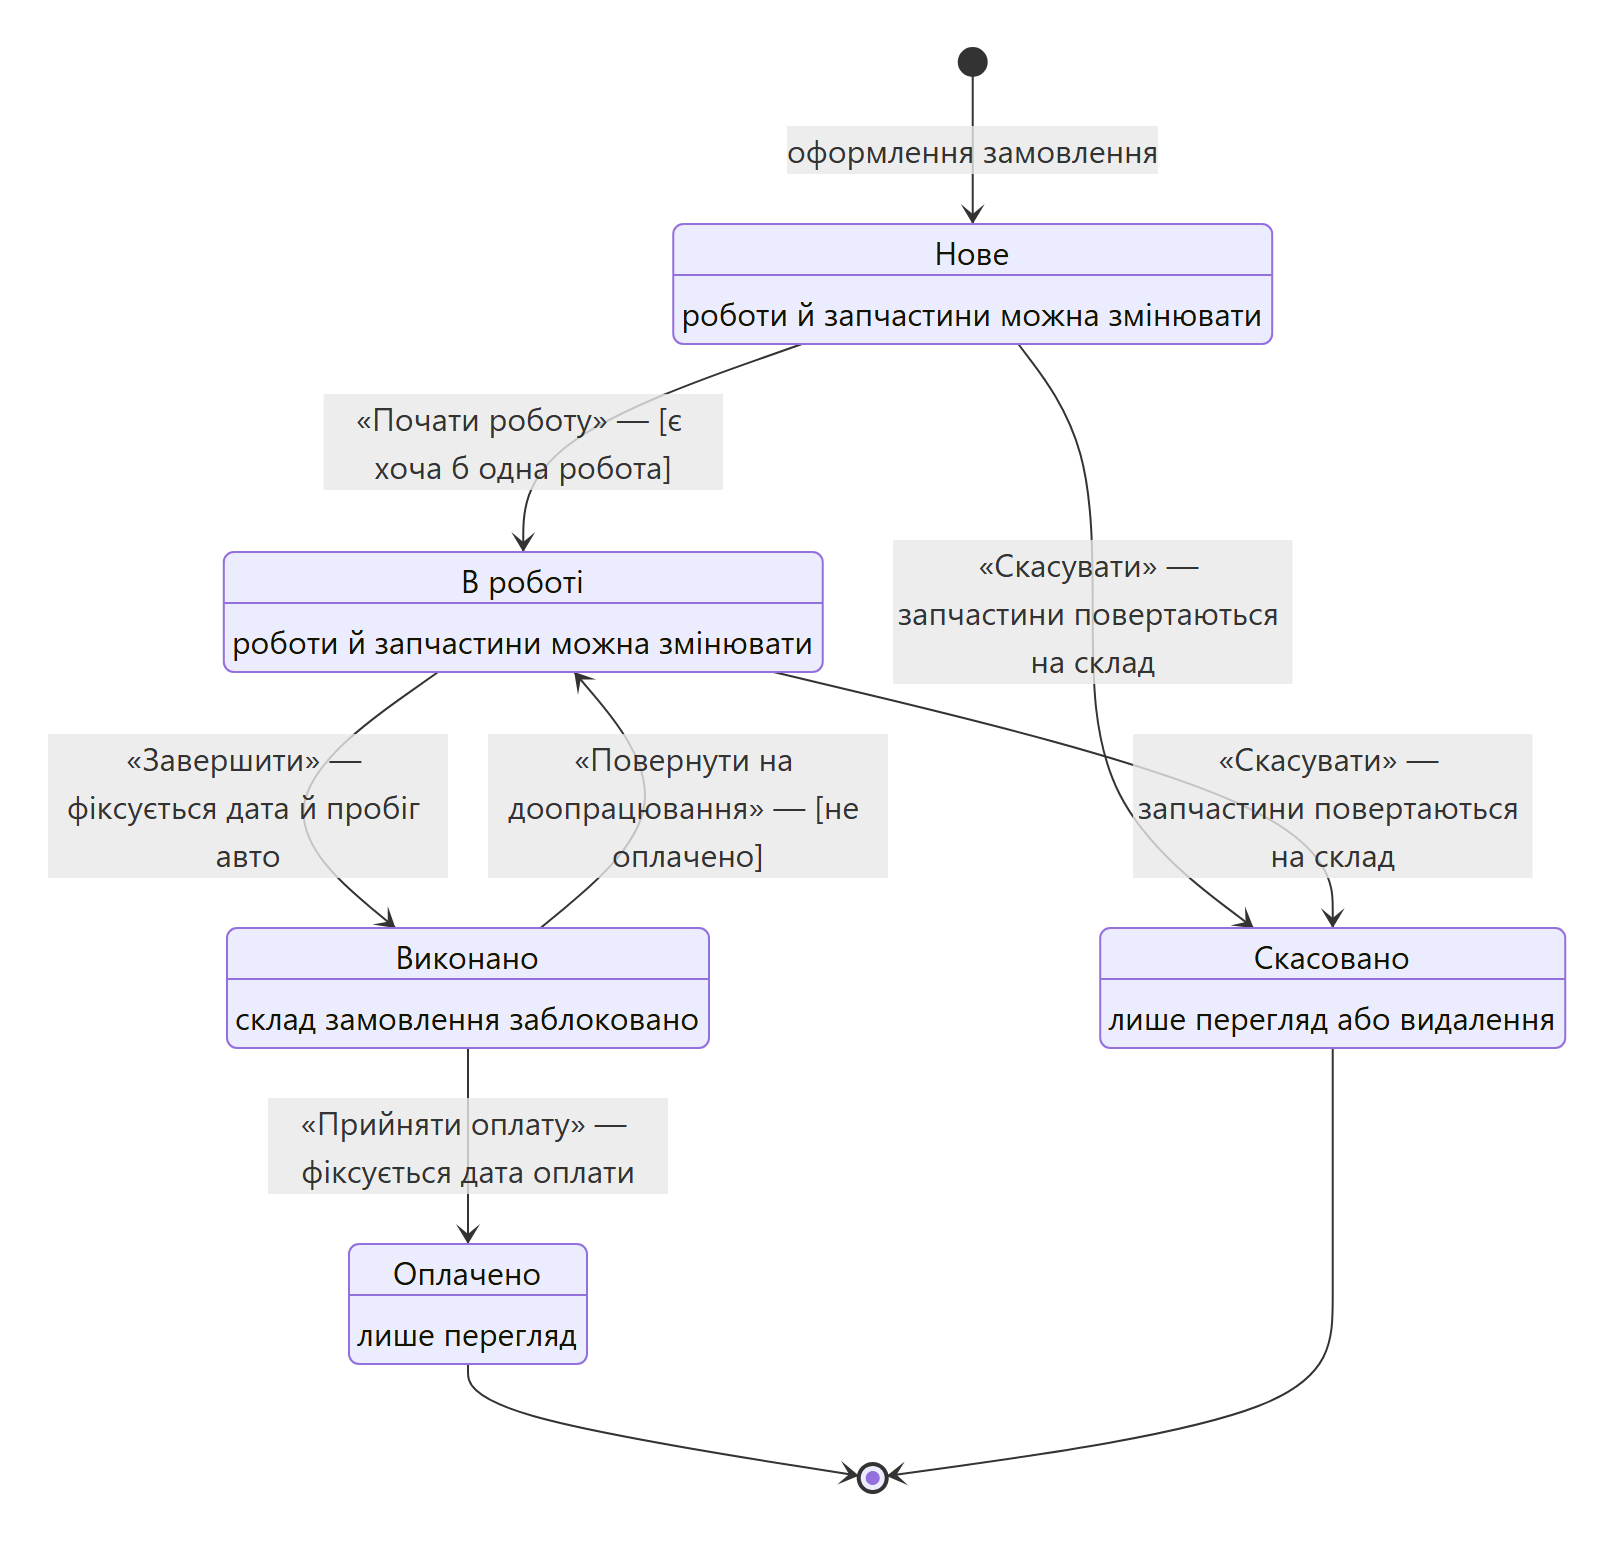 оформлення замовлення
Нове
роботи й запчастини можна змінювати
«Почати роботу» — [є
хоча б одна робота]
«Скасувати» —
запчастини повертаються
на склад
В роботі
роботи й запчастини можна змінювати
«Завершити» —
фіксується дата й пробіг
авто
«Повернути на
доопрацювання» — [не
оплачено]
«Скасувати» —
запчастини повертаються
на склад
Виконано
склад замовлення заблоковано
Скасовано
лише перегляд або видалення
«Прийняти оплату» —
фіксується дата оплати
Оплачено
лише перегляд